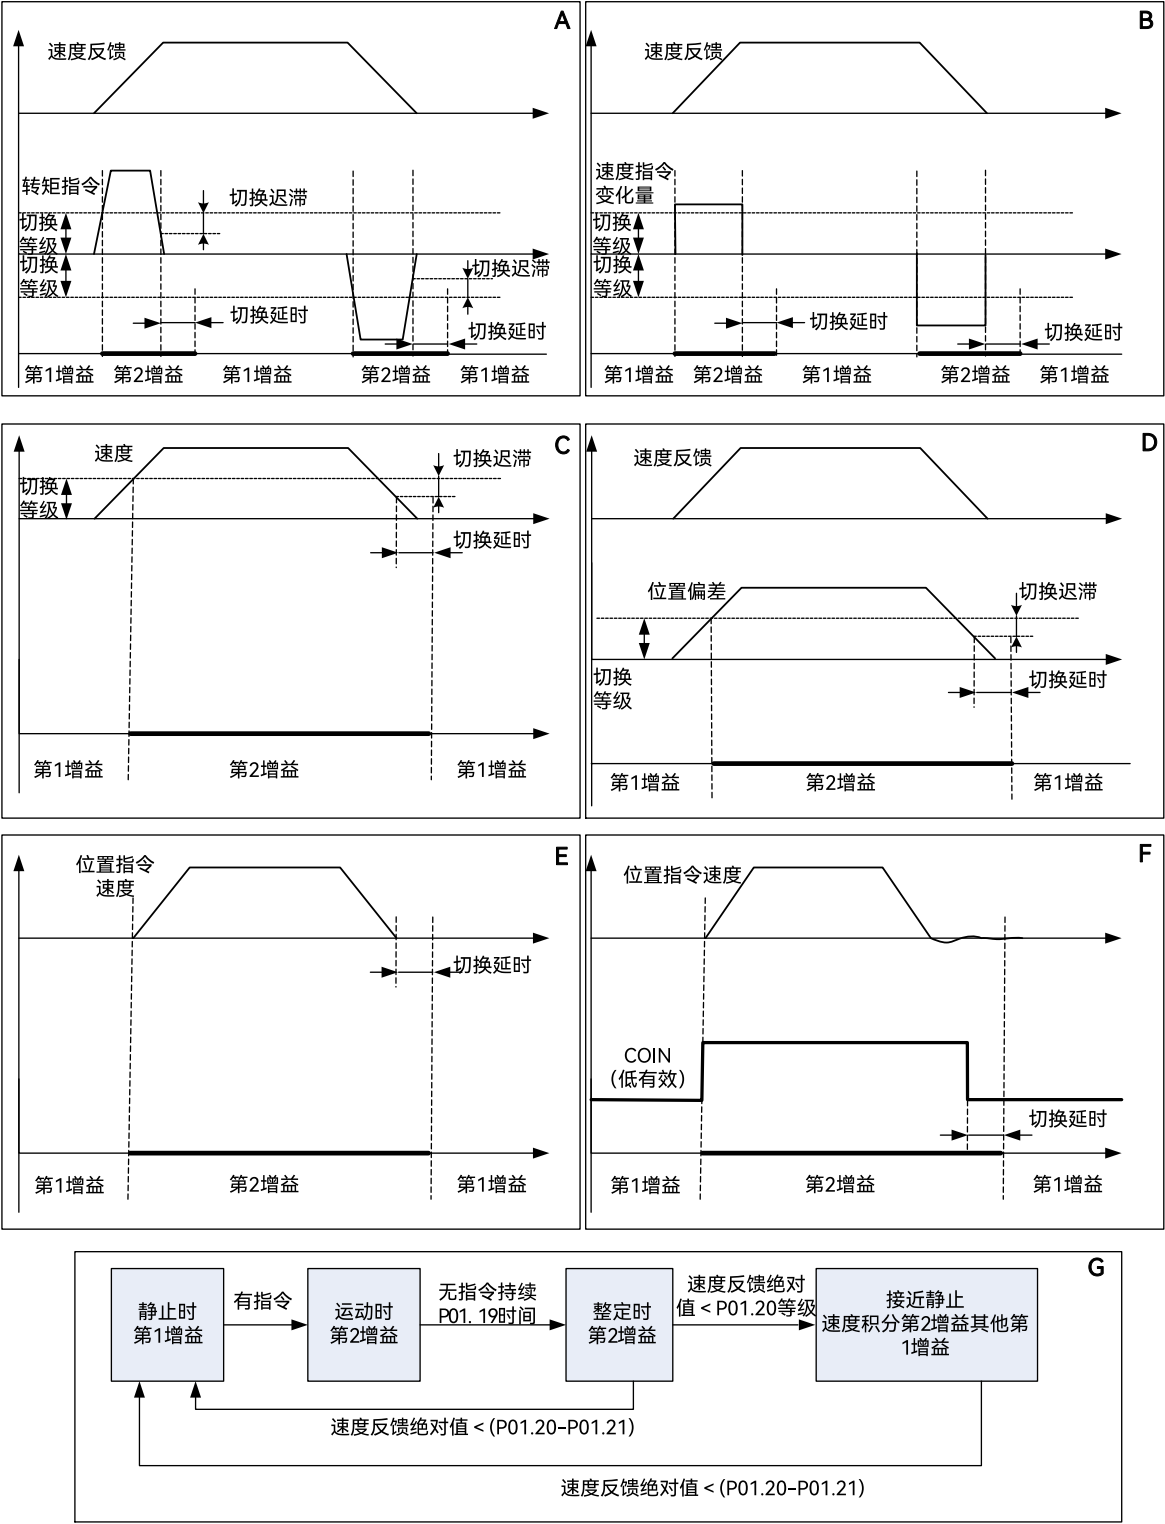 A
速度反馈
转矩指令
切换迟滞
切换
等级
切换
等级
切换迟滞
切换延时
切换延时
第1增益
第2增益
第1增益
第2增益
第1增益
B
速度反馈
速度指令
变化量
切换
等级
切换
等级
切换延时
切换延时
第1增益
第2增益
第1增益
第2增益
第1增益
C
速度
切换迟滞
切换
等级
切换延时
第1增益
第2增益
第1增益
D
速度反馈
位置偏差
切换迟滞
切换
等级
切换延时
第1增益
第2增益
第1增益
E
位置指令
速度
切换延时
第1增益
第2增益
第1增益
F
位置指令速度
COIN
（低有效）
切换延时
第1增益
第2增益
第1增益
G
静止时
第1增益
有指令
运动时
第2增益
无指令持续
P01. 19时间
整定时
第2增益
速度反馈绝对
值＜P01.20等级
接近静止
速度积分第2增益其他第
1增益
速度反馈绝对值＜(P01.20-P01.21)
速度反馈绝对值＜(P01.20-P01.21)